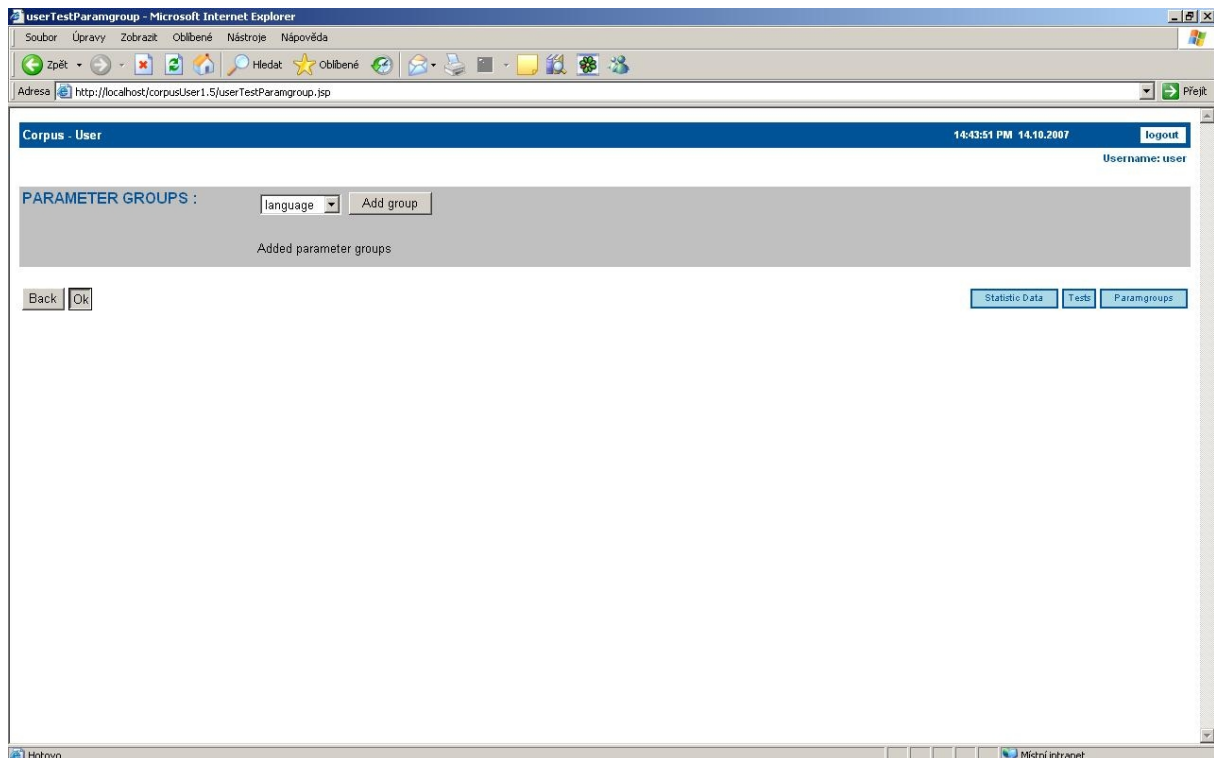 userTestParamgroup - Microsoft Internet Explorer
Soubor Úpravy Zobrazit Oblíbené Nástroje Nápověda
Zpět Hledat Oblíbené
Adresa http://localhost/corpusUser1.5/userTestParamgroup.jsp Přejít
Corpus - User 14:43:51 PM 14.10.2007 logout
Username: user
PARAMETER GROUPS : language Add group
Added parameter groups
Back Ok Statistic Data Tests Paramgroups
Hotovo Místní intranet